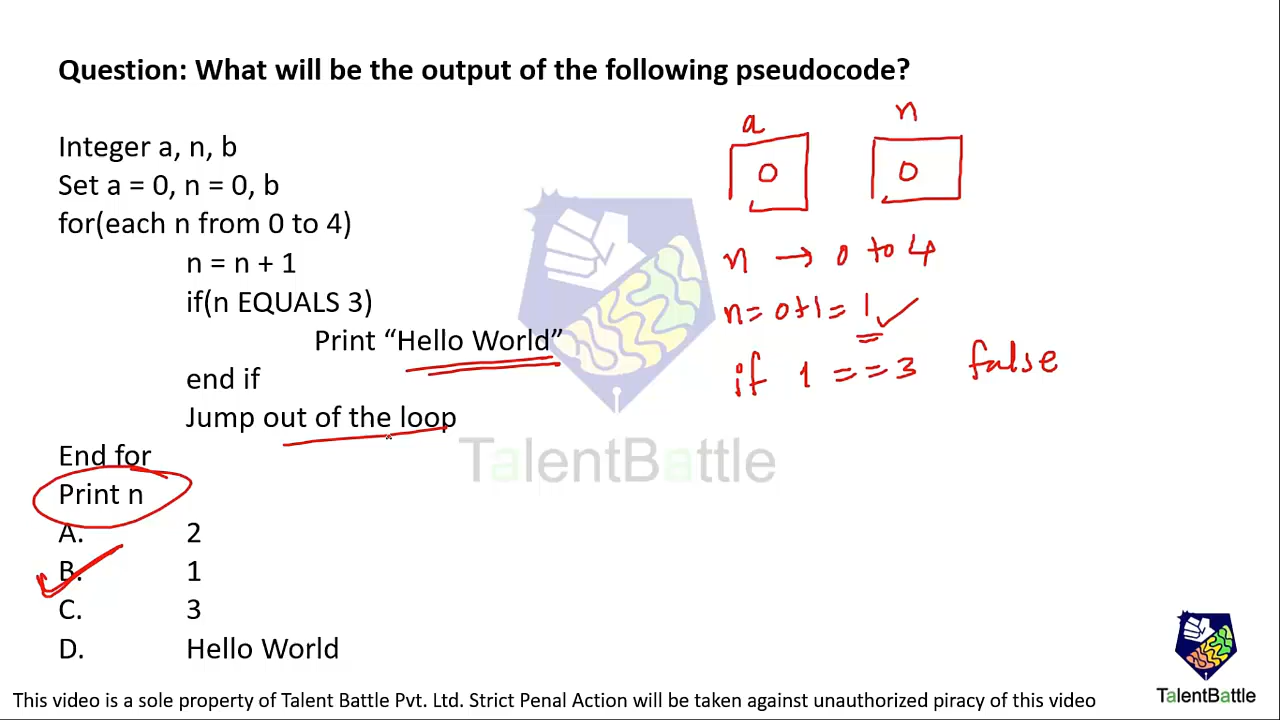 Question: What will be the output of the following pseudocode?
Integer a, n, b
Set a = 0, n = 0, b
for(each n from 0 to 4)
n = n + 1
if(n EQUALS 3)
Print “Hello World”
end if
Jump out of the loop
End for
Print n
A. 2
B. 1
C. 3
D. Hello World
a n
0 0
n → 0 to 4
n = 0+1 = 1
if 1 == 3 false
TalentBattle
TalentBattle
This video is a sole property of Talent Battle Pvt. Ltd. Strict Penal Action will be taken against unauthorized piracy of this video